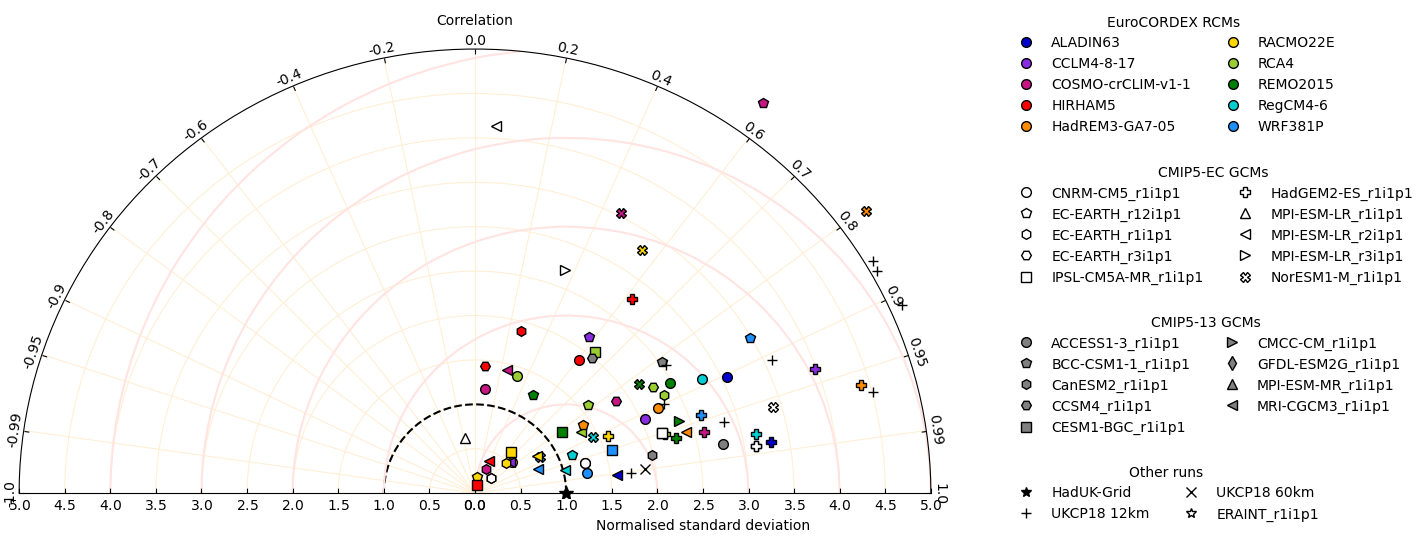 Correlation
0.0
-0.2
0.2
-0.4
0.4
-0.6
0.6
-0.7
0.7
-0.8
0.8
-0.9
0.9
-0.95
0.95
-0.99
0.99
-1.0
1.0
5.0 4.5 4.0 3.5 3.0 2.5 2.0 1.5 1.0 0.5 0.0 0.5 1.0 1.5 2.0 2.5 3.0 3.5 4.0 4.5 5.0
Normalised standard deviation
EuroCORDEX RCMs
ALADIN63 RACMO22E
CCLM4-8-17 RCA4
COSMO-crCLIM-v1-1 REMO2015
HIRHAM5 RegCM4-6
HadREM3-GA7-05 WRF381P
CMIP5-EC GCMs
CNRM-CM5_r1i1p1 HadGEM2-ES_r1i1p1
EC-EARTH_r12i1p1 MPI-ESM-LR_r1i1p1
EC-EARTH_r1i1p1 MPI-ESM-LR_r2i1p1
EC-EARTH_r3i1p1 MPI-ESM-LR_r3i1p1
IPSL-CM5A-MR_r1i1p1 NorESM1-M_r1i1p1
CMIP5-13 GCMs
ACCESS1-3_r1i1p1 CMCC-CM_r1i1p1
BCC-CSM1-1_r1i1p1 GFDL-ESM2G_r1i1p1
CanESM2_r1i1p1 MPI-ESM-MR_r1i1p1
CCSM4_r1i1p1 MRI-CGCM3_r1i1p1
CESM1-BGC_r1i1p1
Other runs
HadUK-Grid UKCP18 60km
UKCP18 12km ERAINT_r1i1p1